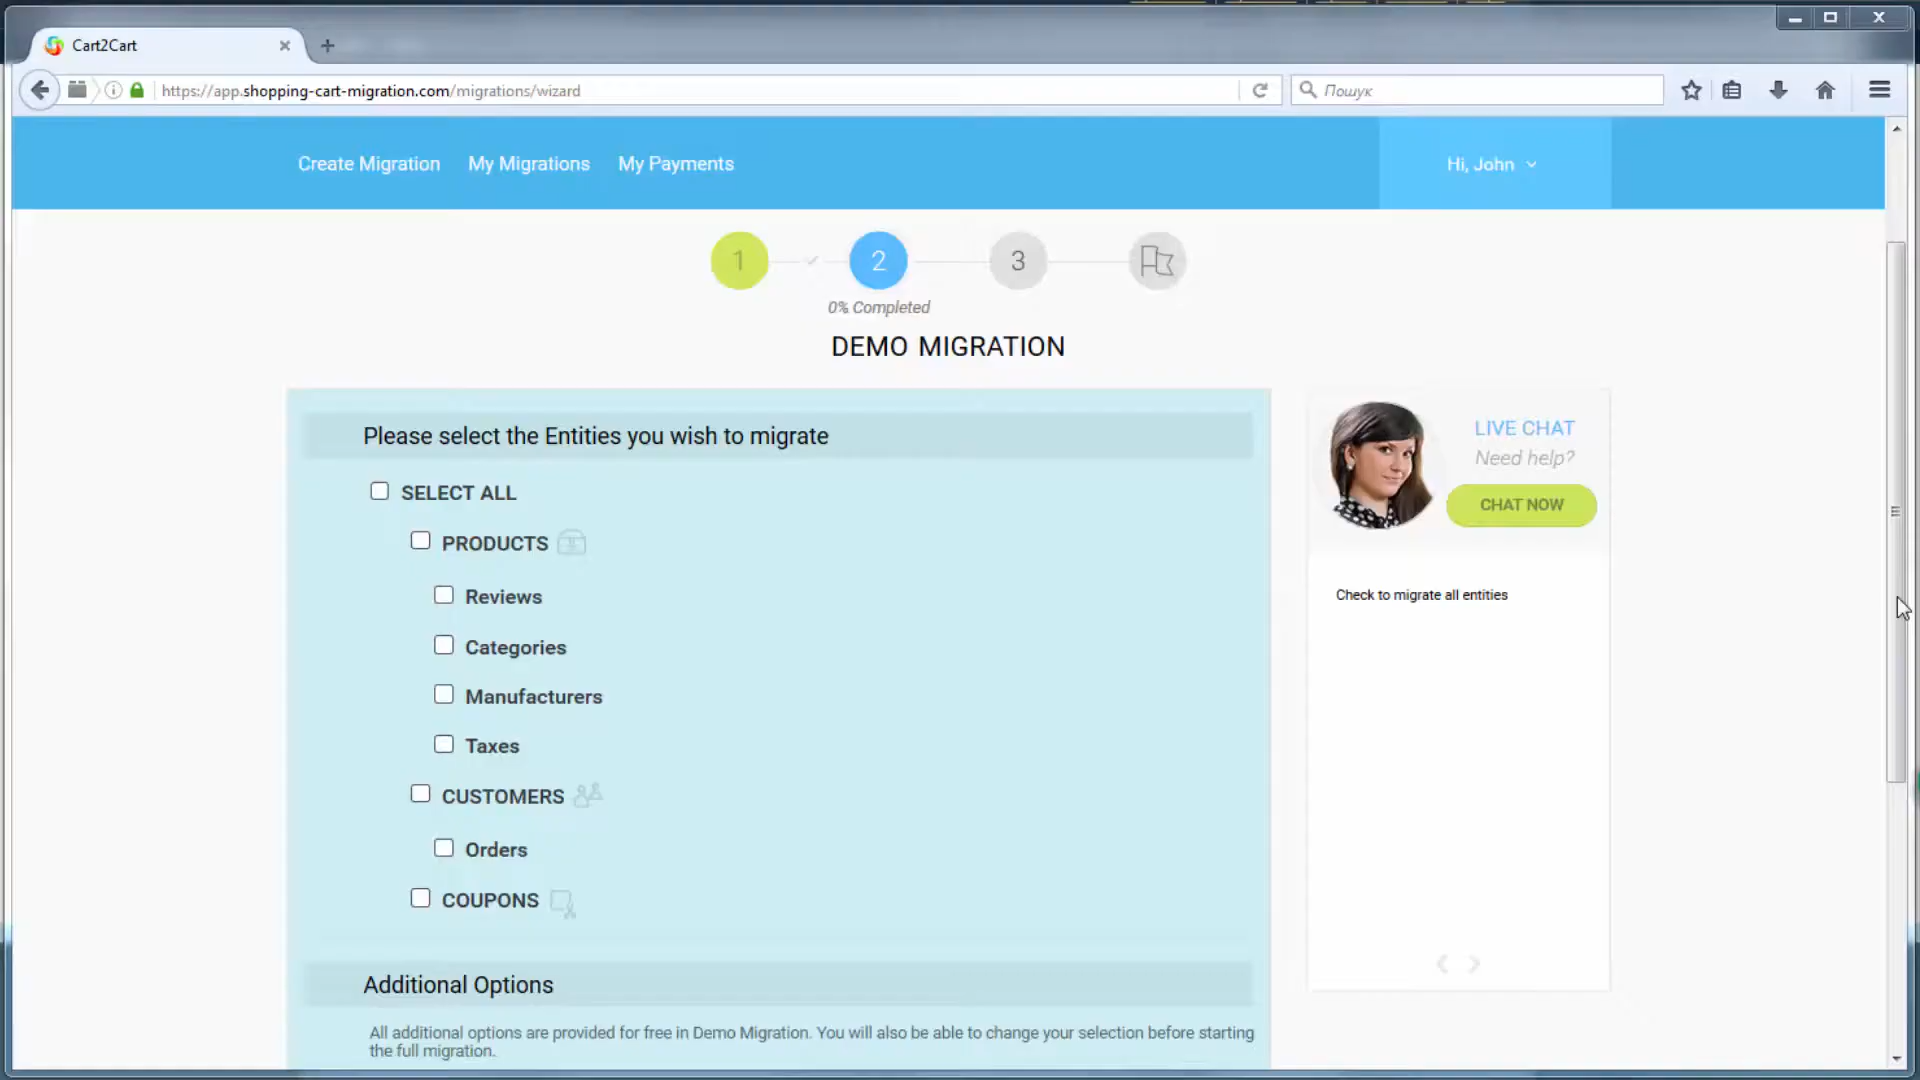 Cart2Cart
https://app.shopping-cart-migration.com/migrations/wizard
Пошук
Create Migration My Migrations My Payments Hi, John
1 2 3
0% Completed
DEMO MIGRATION
Please select the Entities you wish to migrate
SELECT ALL
PRODUCTS
Reviews
Categories
Manufacturers
Taxes
CUSTOMERS
Orders
COUPONS
Additional Options
All additional options are provided for free in Demo Migration. You will also be able to change your selection before starting
the full migration.
LIVE CHAT
Need help?
CHAT NOW
Check to migrate all entities